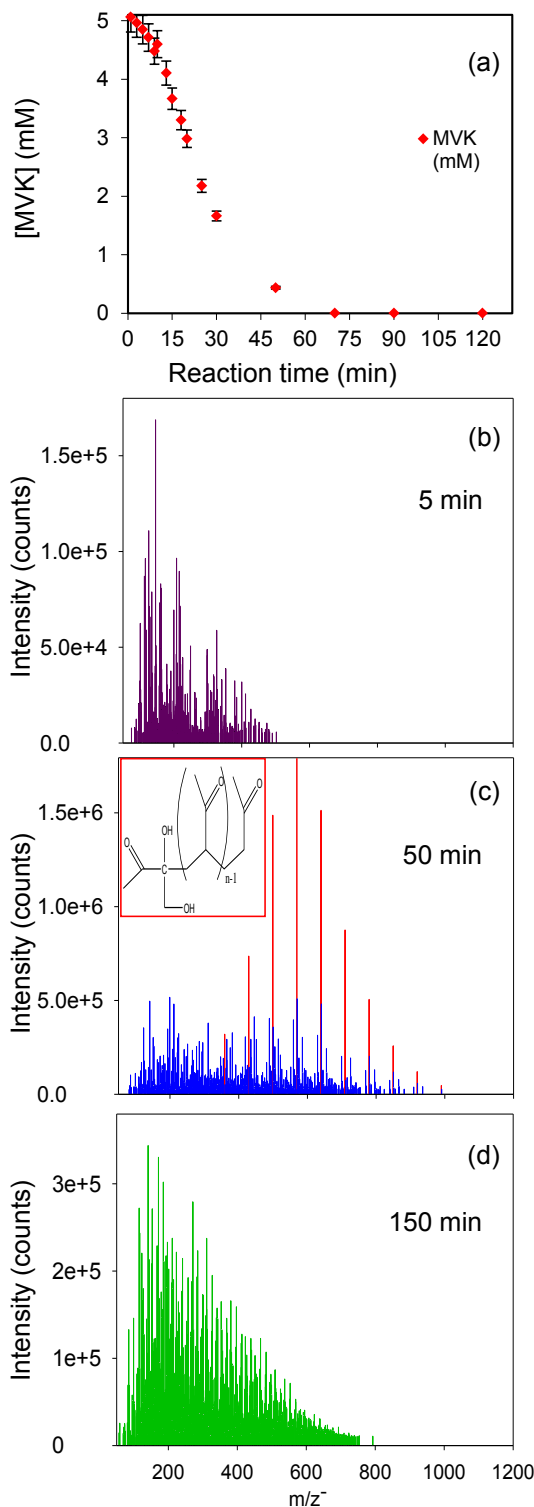 (a)
5
4
3
2
1
0
[MVK] (mM)
MVK
(mM)
0 15 30 45 60 75 90 105 120
Reaction time (min)
(b)
5 min
1.5e+5
1.0e+5
5.0e+4
0.0
Intensity (counts)
(c)
50 min
1.5e+6
1.0e+6
5.0e+5
0.0
Intensity (counts)
O
O
OH
O
C
n-1
OH
(d)
150 min
3e+5
2e+5
1e+5
0
Intensity (counts)
200 400 600 800 1000 1200
m/z-